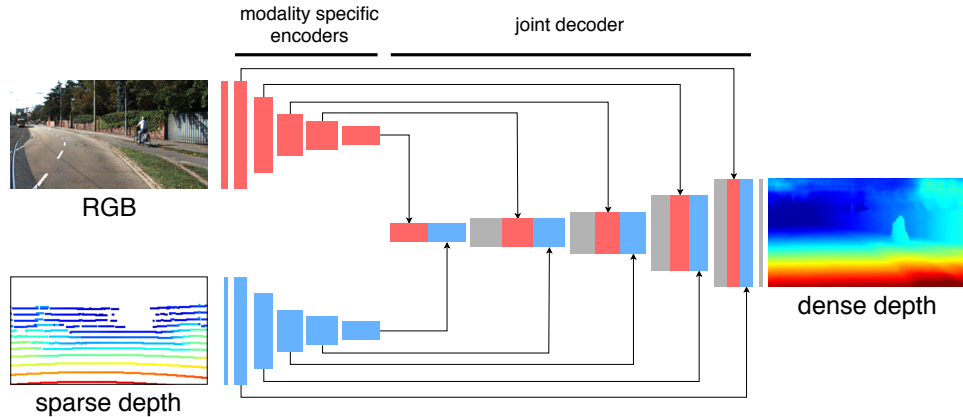 modality specific
encoders
joint decoder
RGB
dense depth
sparse depth